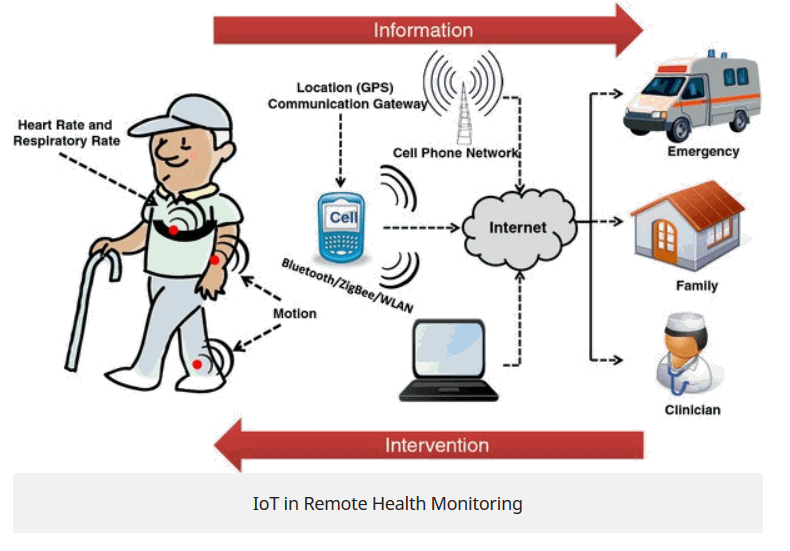 Information
Location (GPS)
Communication Gateway
Heart Rate and
Respiratory Rate
Cell Phone Network
Emergency
Cell
Internet
Bluetooth/ZigBee/WLAN
Family
Motion
Clinician
Intervention
IoT in Remote Health Monitoring